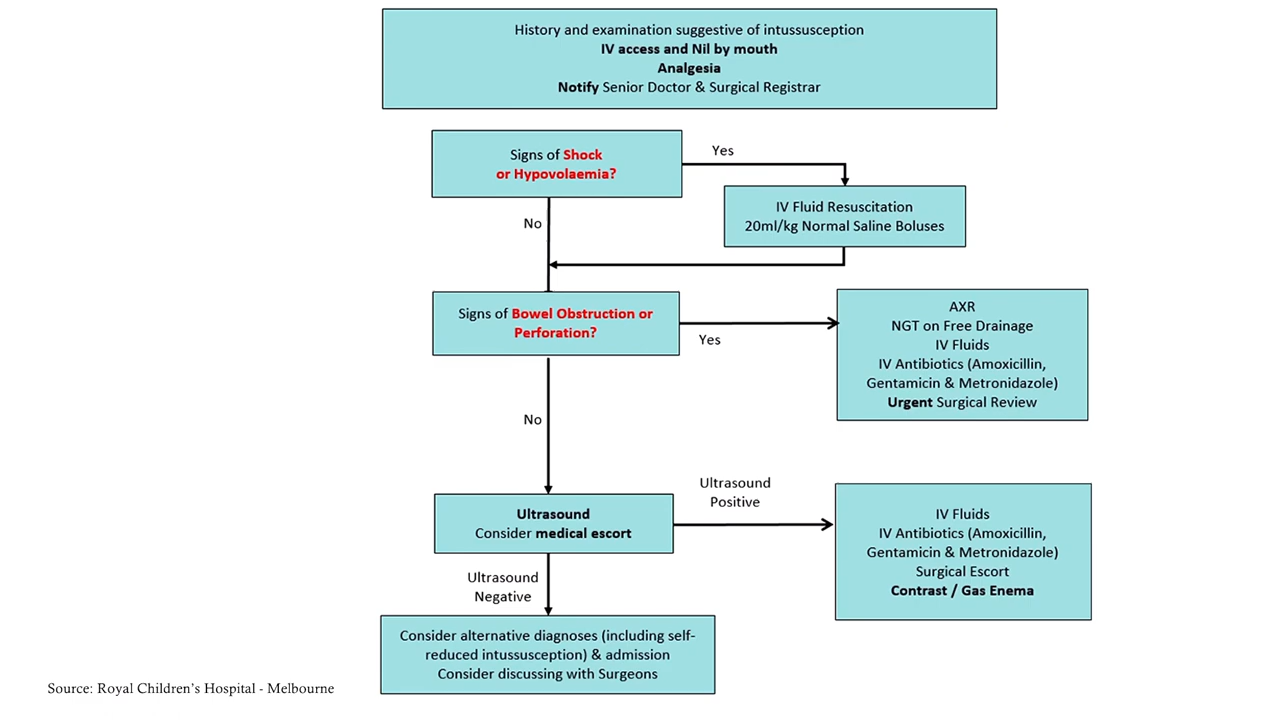 History and examination suggestive of intussusception
IV access and Nil by mouth
Analgesia
Notify Senior Doctor & Surgical Registrar
Signs of Shock
or Hypovolaemia?
Yes
IV Fluid Resuscitation
20ml/kg Normal Saline Boluses
No
Signs of Bowel Obstruction or
Perforation?
Yes
AXR
NGT on Free Drainage
IV Fluids
IV Antibiotics (Amoxicillin,
Gentamicin & Metronidazole)
Urgent Surgical Review
No
Ultrasound
Consider medical escort
Ultrasound
Positive
IV Fluids
IV Antibiotics (Amoxicillin,
Gentamicin & Metronidazole)
Surgical Escort
Contrast / Gas Enema
Ultrasound
Negative
Consider alternative diagnoses (including self-
reduced intussusception) & admission
Consider discussing with Surgeons
Source: Royal Children's Hospital - Melbourne